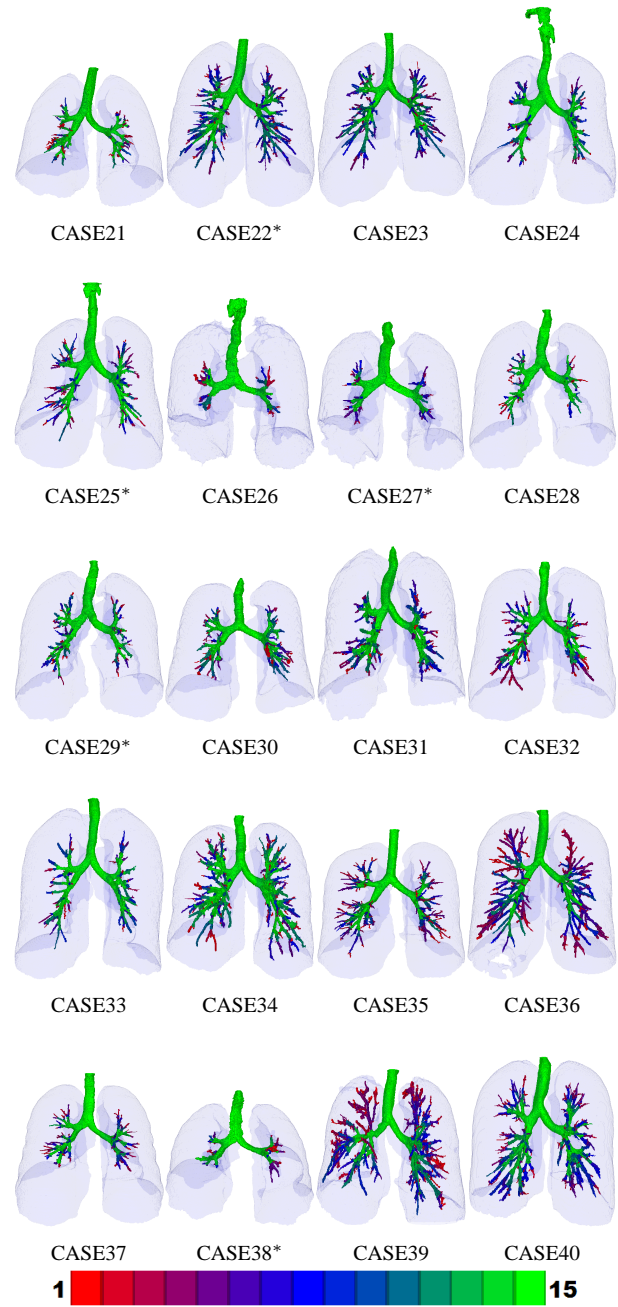 CASE21 CASE22* CASE23 CASE24
CASE25* CASE26 CASE27* CASE28
CASE29* CASE30 CASE31 CASE32
CASE33 CASE34 CASE35 CASE36
CASE37 CASE38* CASE39 CASE40
1 15